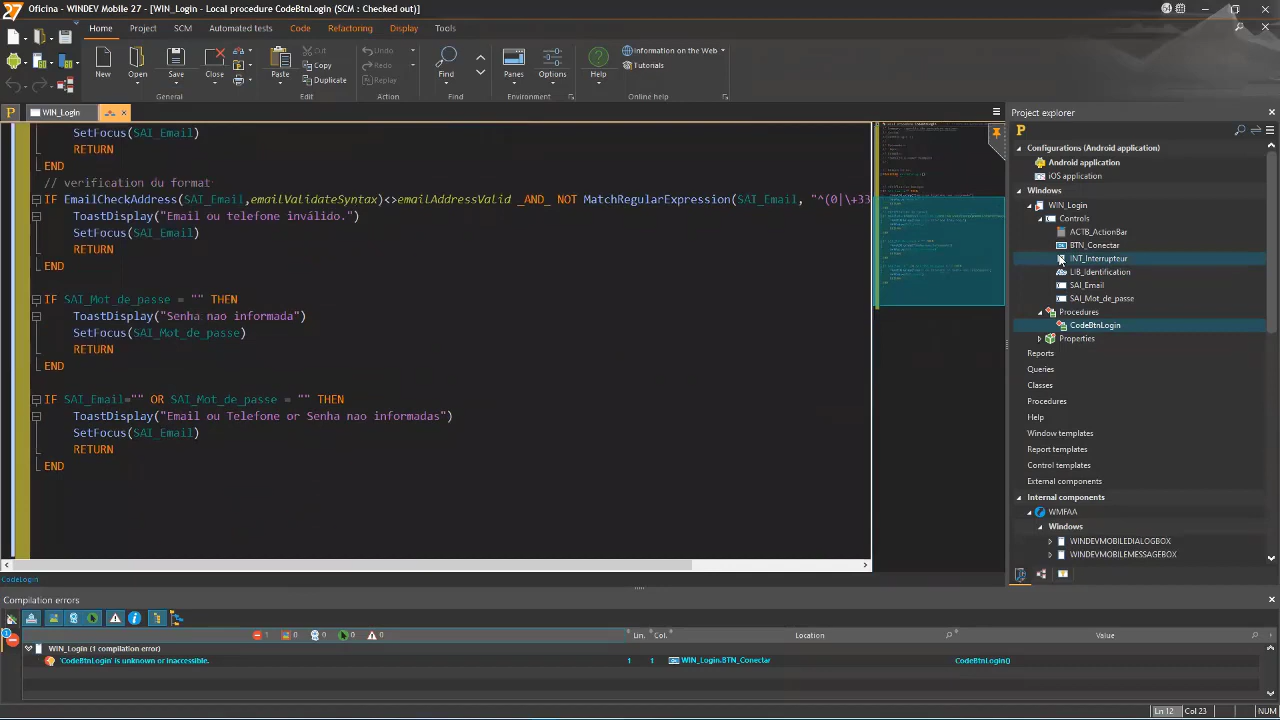 Oficina - WINDEV Mobile 27 - [WIN_Login - Local procedure CodeBtnLogin (SCM : Checked out)]
Home Project SCM Automated tests Code Refactoring Display Tools
New Open Save Close Paste Cut Copy Duplicate Undo Redo Replay Find Panes Options Help Information on the Web Tutorials
General Edit Action Find Environment Online help
WIN_Login
SetFocus(SAI_Email)
RETURN
END
// verification du format
IF EmailCheckAddress (SAI_Email,emailValidateSyntax)<>emailAddressValid _AND_ NOT MatchRegularExpression(SAI_Email, "^(0|\+33
ToastDisplay("Email ou telefone inválido.")
SetFocus(SAI_Email)
RETURN
END
IF SAI_Mot_de_passe = "" THEN
ToastDisplay("Senha nao informada")
SetFocus(SAI_Mot_de_passe)
RETURN
END
IF SAI_Email="" OR SAI_Mot_de_passe = "" THEN
ToastDisplay("Email ou Telefone or Senha nao informadas")
SetFocus(SAI_Email)
RETURN
END
CodeLogin
Project explorer
Configurations (Android application)
Android application
iOS application
Windows
WIN_Login
Controls
ACTB_ActionBar
BTN_Conectar
INT_Interrupteur
LIB_Identification
SAI_Email
SAI_Mot_de_passe
Procedures
CodeBtnLogin
Properties
Reports
Queries
Classes
Procedures
Help
Window templates
Report templates
Control templates
External components
Internal components
WMFAA
Windows
WINDEVMOBILEDIALOGBOX
WINDEVMOBILEMESSAGEBOX
Compilation errors
1 0 0 0 0 Lin. Col. Location Value
WIN_Login (1 compilation error)
'CodeBtnLogin' is unknown or inaccessible. 1 1 WIN_Login.BTN_Conectar CodeBtnLogin()
Ln 12 Col 23 NUM